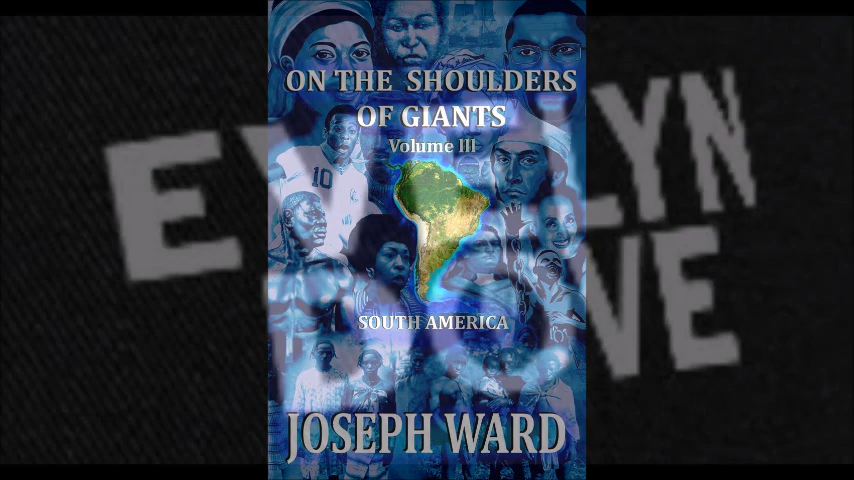 ON THE SHOULDERS
OF GIANTS
Volume III
10
SOUTH AMERICA
JOSEPH WARD